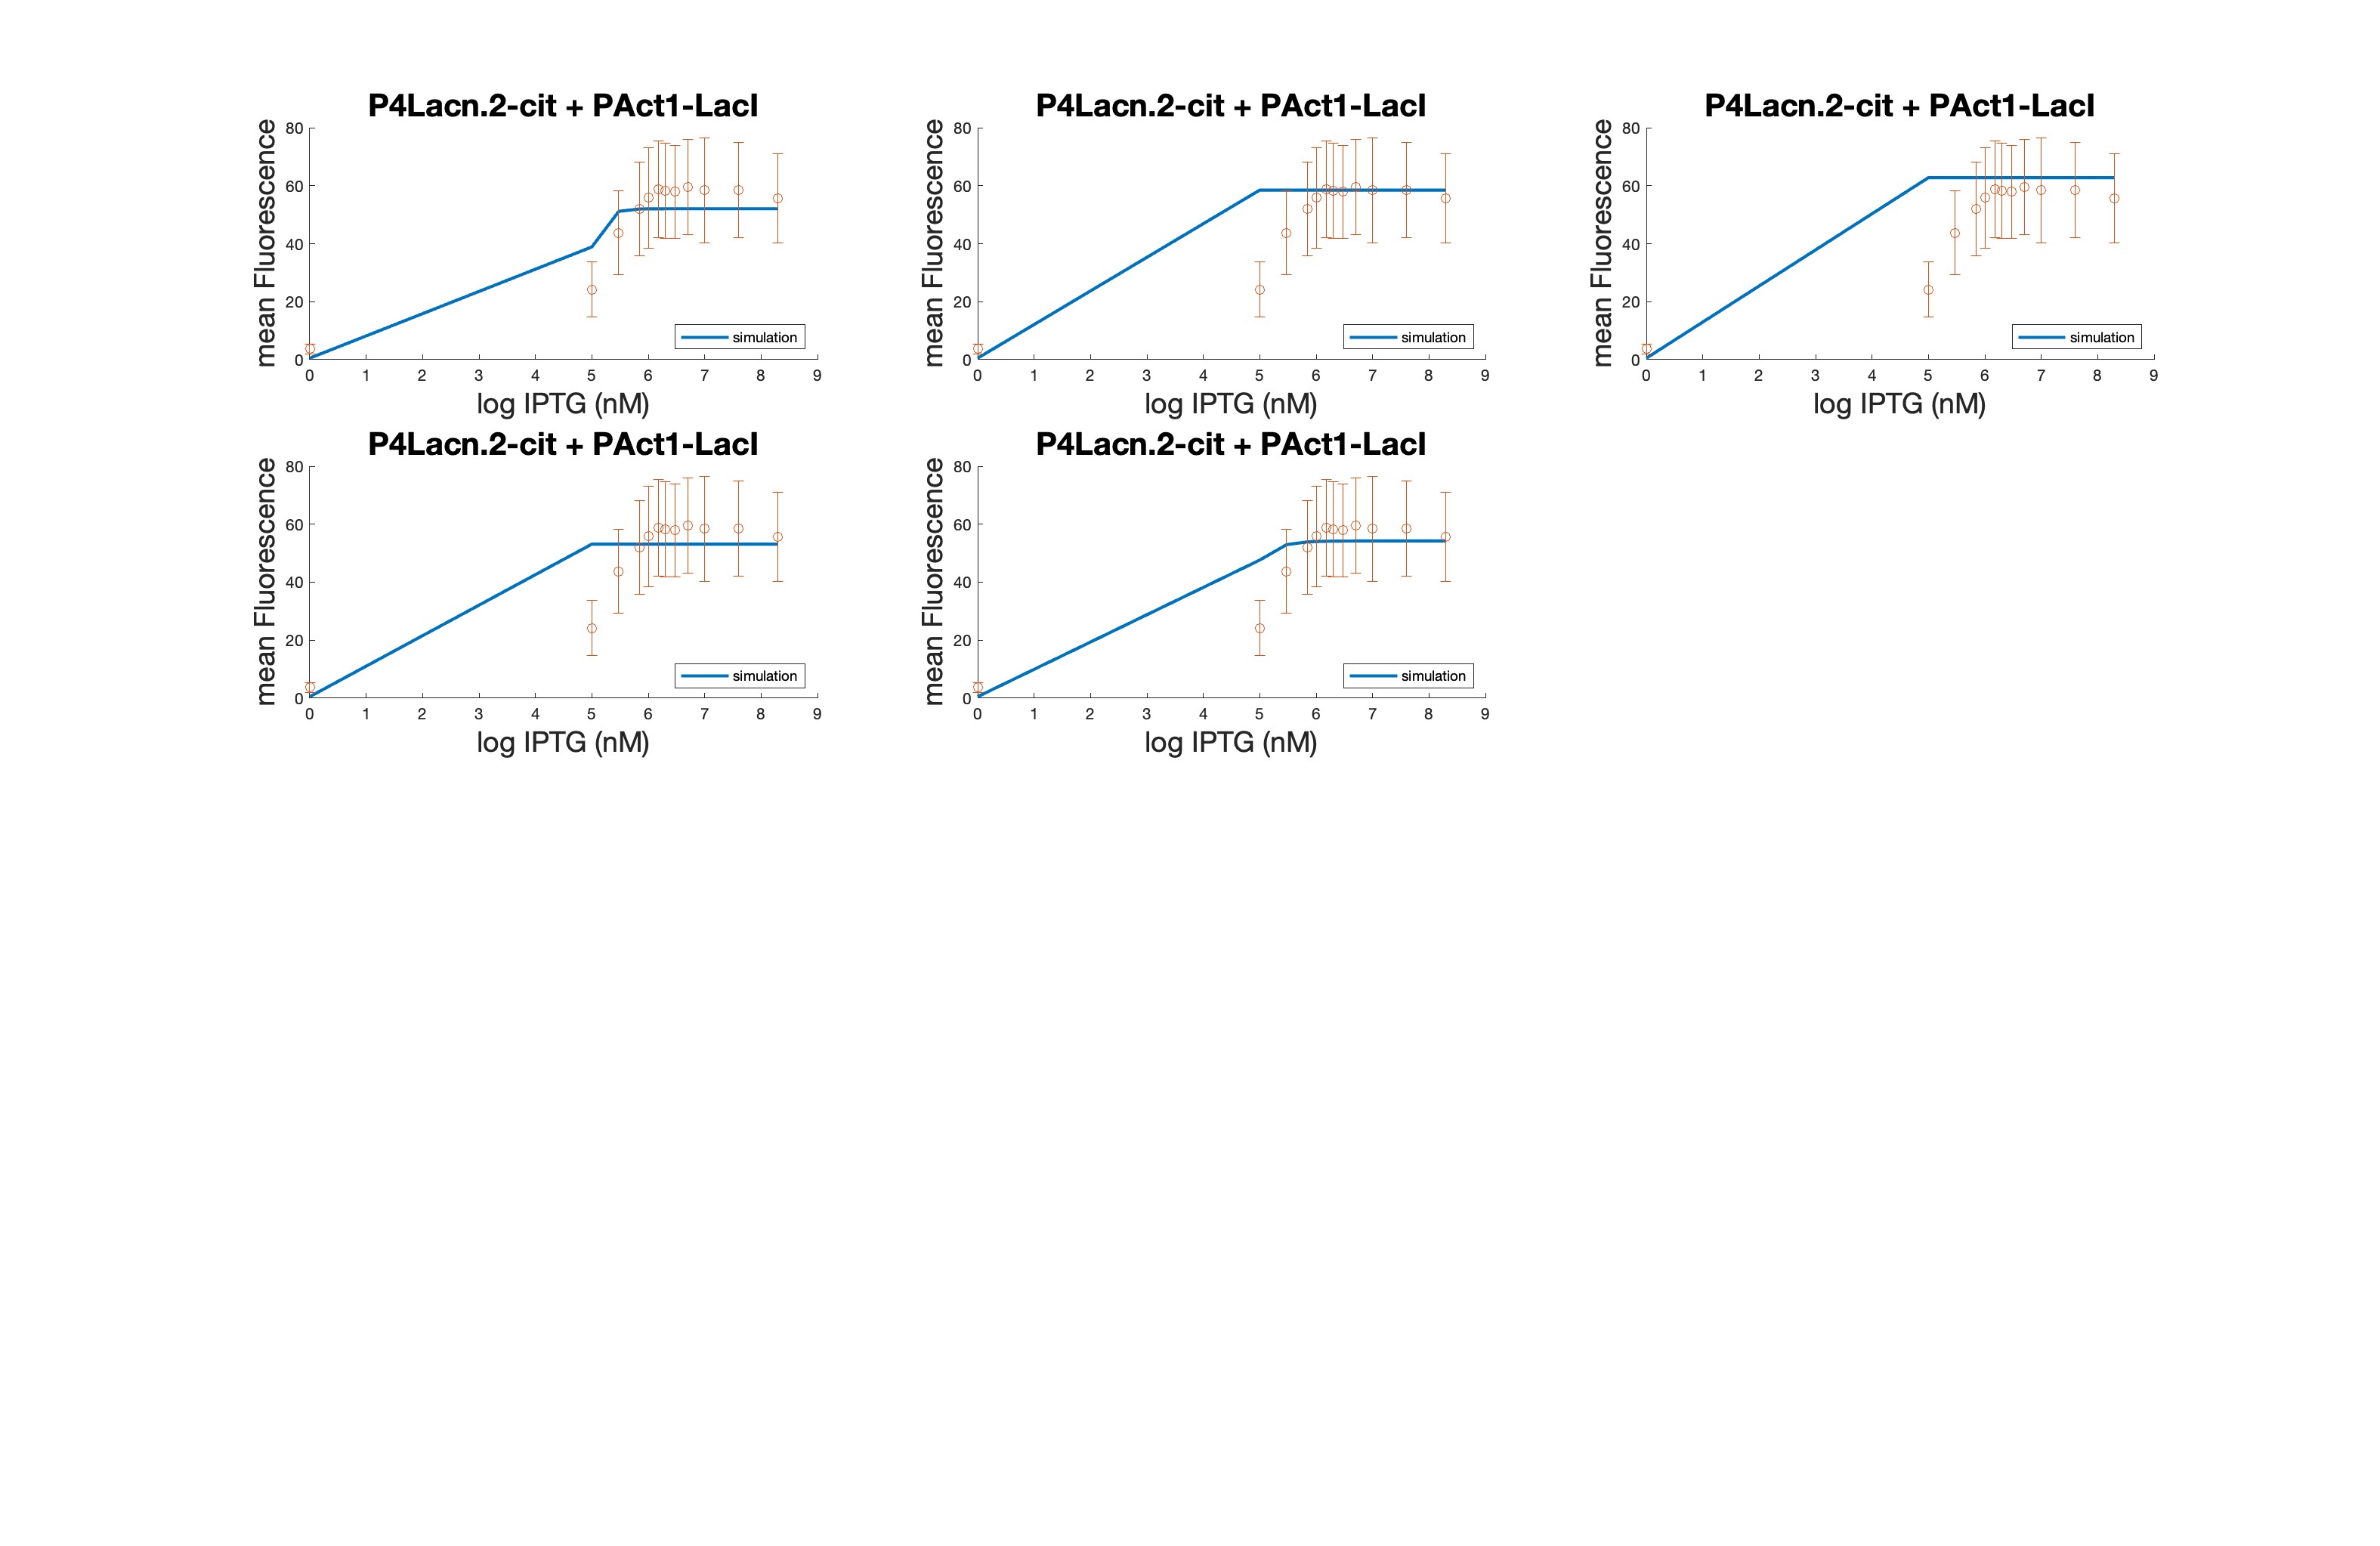 P4Lacn.2-cit + PAct1-LacI
mean Fluorescence
80
60
40
20
0
simulation
0 1 2 3 4 5 6 7 8 9
log IPTG (nM)
P4Lacn.2-cit + PAct1-LacI
mean Fluorescence
80
60
40
20
0
simulation
0 1 2 3 4 5 6 7 8 9
log IPTG (nM)
P4Lacn.2-cit + PAct1-LacI
mean Fluorescence
80
60
40
20
0
simulation
0 1 2 3 4 5 6 7 8 9
log IPTG (nM)
P4Lacn.2-cit + PAct1-LacI
mean Fluorescence
80
60
40
20
0
simulation
0 1 2 3 4 5 6 7 8 9
log IPTG (nM)
P4Lacn.2-cit + PAct1-LacI
mean Fluorescence
80
60
40
20
0
simulation
0 1 2 3 4 5 6 7 8 9
log IPTG (nM)